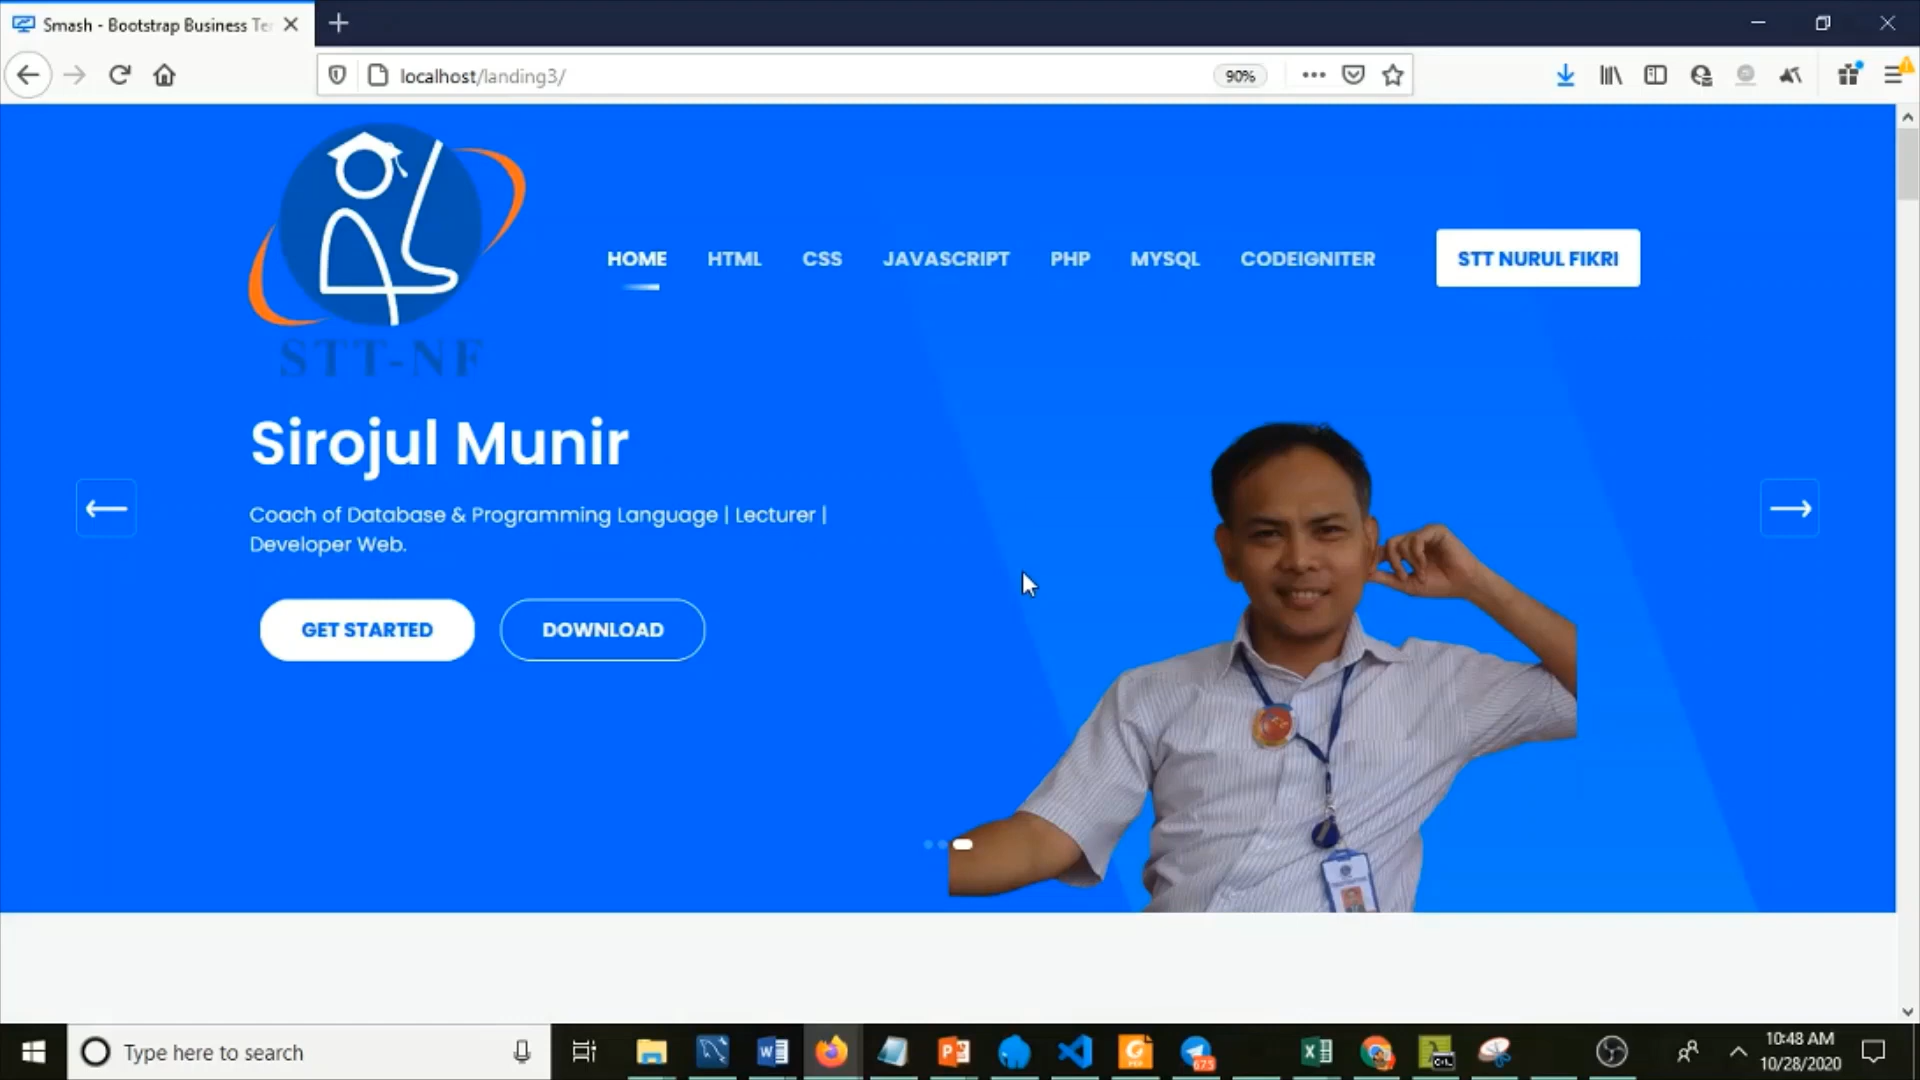 Smash - Bootstrap Business Te
localhost/landing3/
90%
STT-NF
HOME
HTML
CSS
JAVASCRIPT
PHP
MYSQL
CODEIGNITER
STT NURUL FIKRI
Sirojul Munir
Coach of Database & Programming Language | Lecturer |
Developer Web.
GET STARTED
DOWNLOAD
Type here to search
675
10:48 AM
10/28/2020